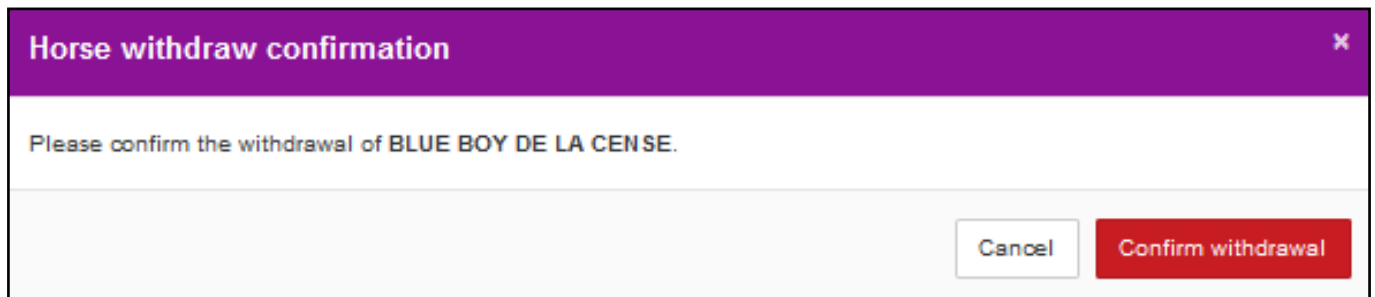 Horse withdraw confirmation ×
Please confirm the withdrawal of BLUE BOY DE LA CENSE.
Cancel Confirm withdrawal